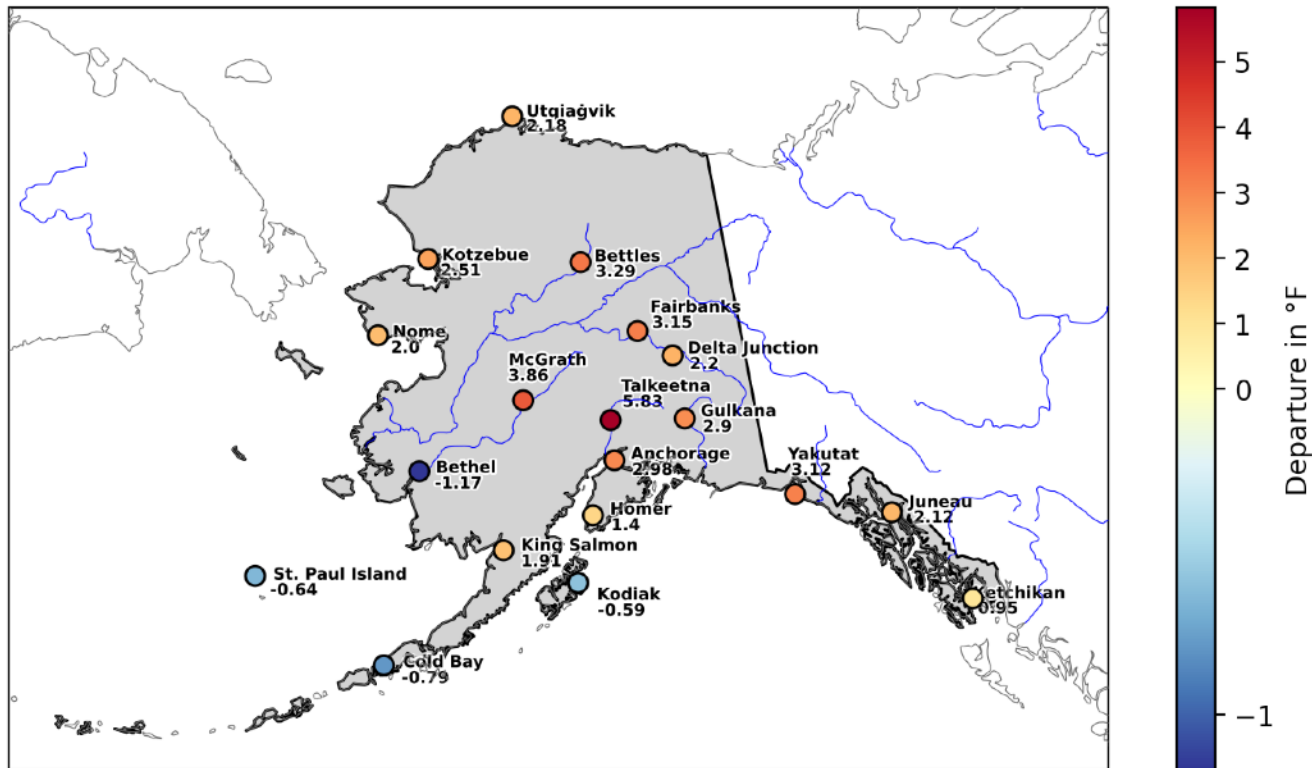 Utqiaġvik
2.18
Kotzebue
2.51
Bettles
3.29
Nome
2.0
Fairbanks
3.15
Delta Junction
2.2
McGrath
3.86
Talkeetna
5.83
Gulkana
2.9
Bethel
-1.17
Anchorage
2.98
Yakutat
3.12
Homer
1.4
Juneau
2.12
King Salmon
1.91
St. Paul Island
-0.64
Kodiak
-0.59
Ketchikan
0.95
Cold Bay
-0.79
5
4
3
2
1
0
−1
Departure in °F